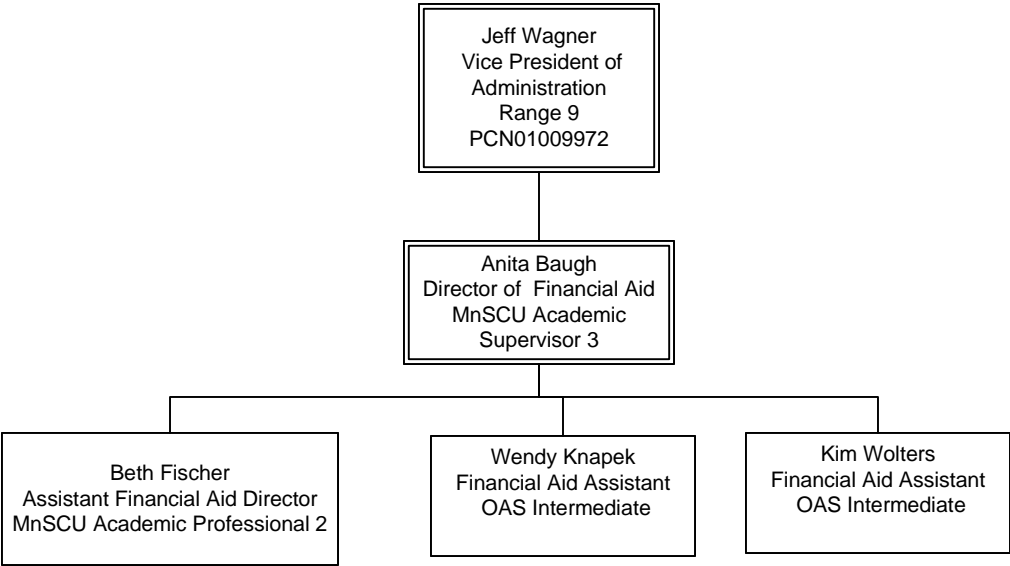 Jeff Wagner
Vice President of
Administration
Range 9
PCN01009972
Anita Baugh
Director of  Financial Aid
MnSCU Academic
Supervisor 3
Beth Fischer
Assistant Financial Aid Director
MnSCU Academic Professional 2
Wendy Knapek
Financial Aid Assistant
OAS Intermediate
Kim Wolters
Financial Aid Assistant
OAS Intermediate